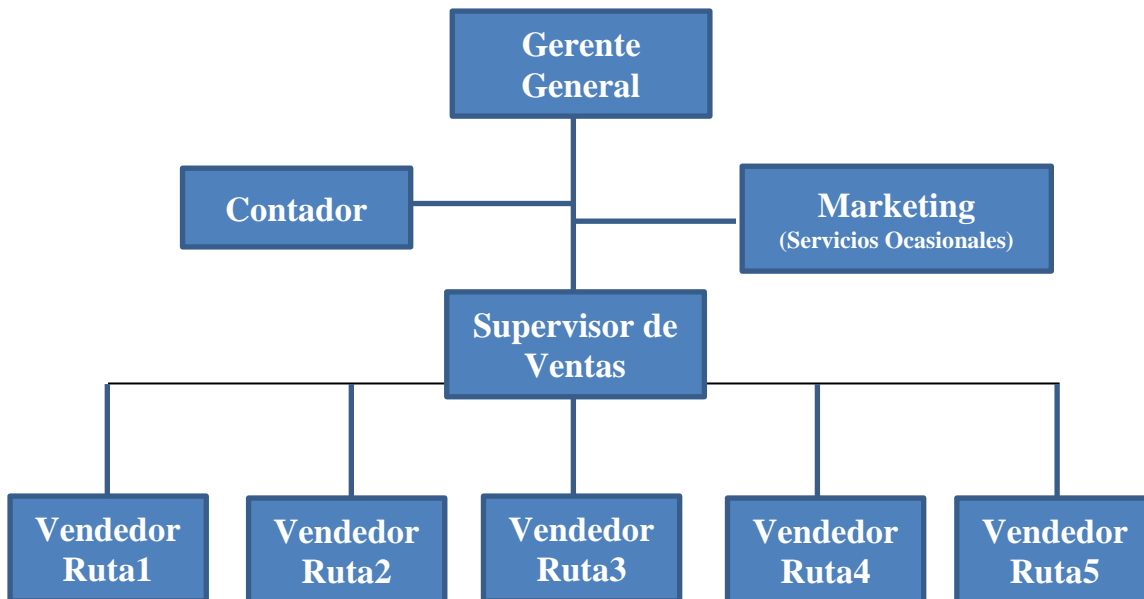 Gerente
General
Contador
Marketing
(Servicios Ocasionales)
Supervisor de
Ventas
Vendedor
Ruta1
Vendedor
Ruta2
Vendedor
Ruta3
Vendedor
Ruta4
Vendedor
Ruta5